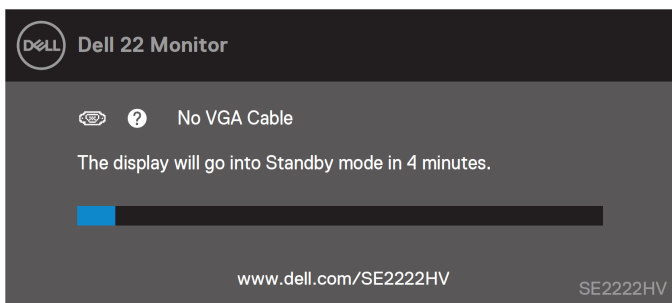 DELL
Dell 22 Monitor
? No VGA Cable
The display will go into Standby mode in 4 minutes.
www.dell.com/SE2222HV
SE2222HV